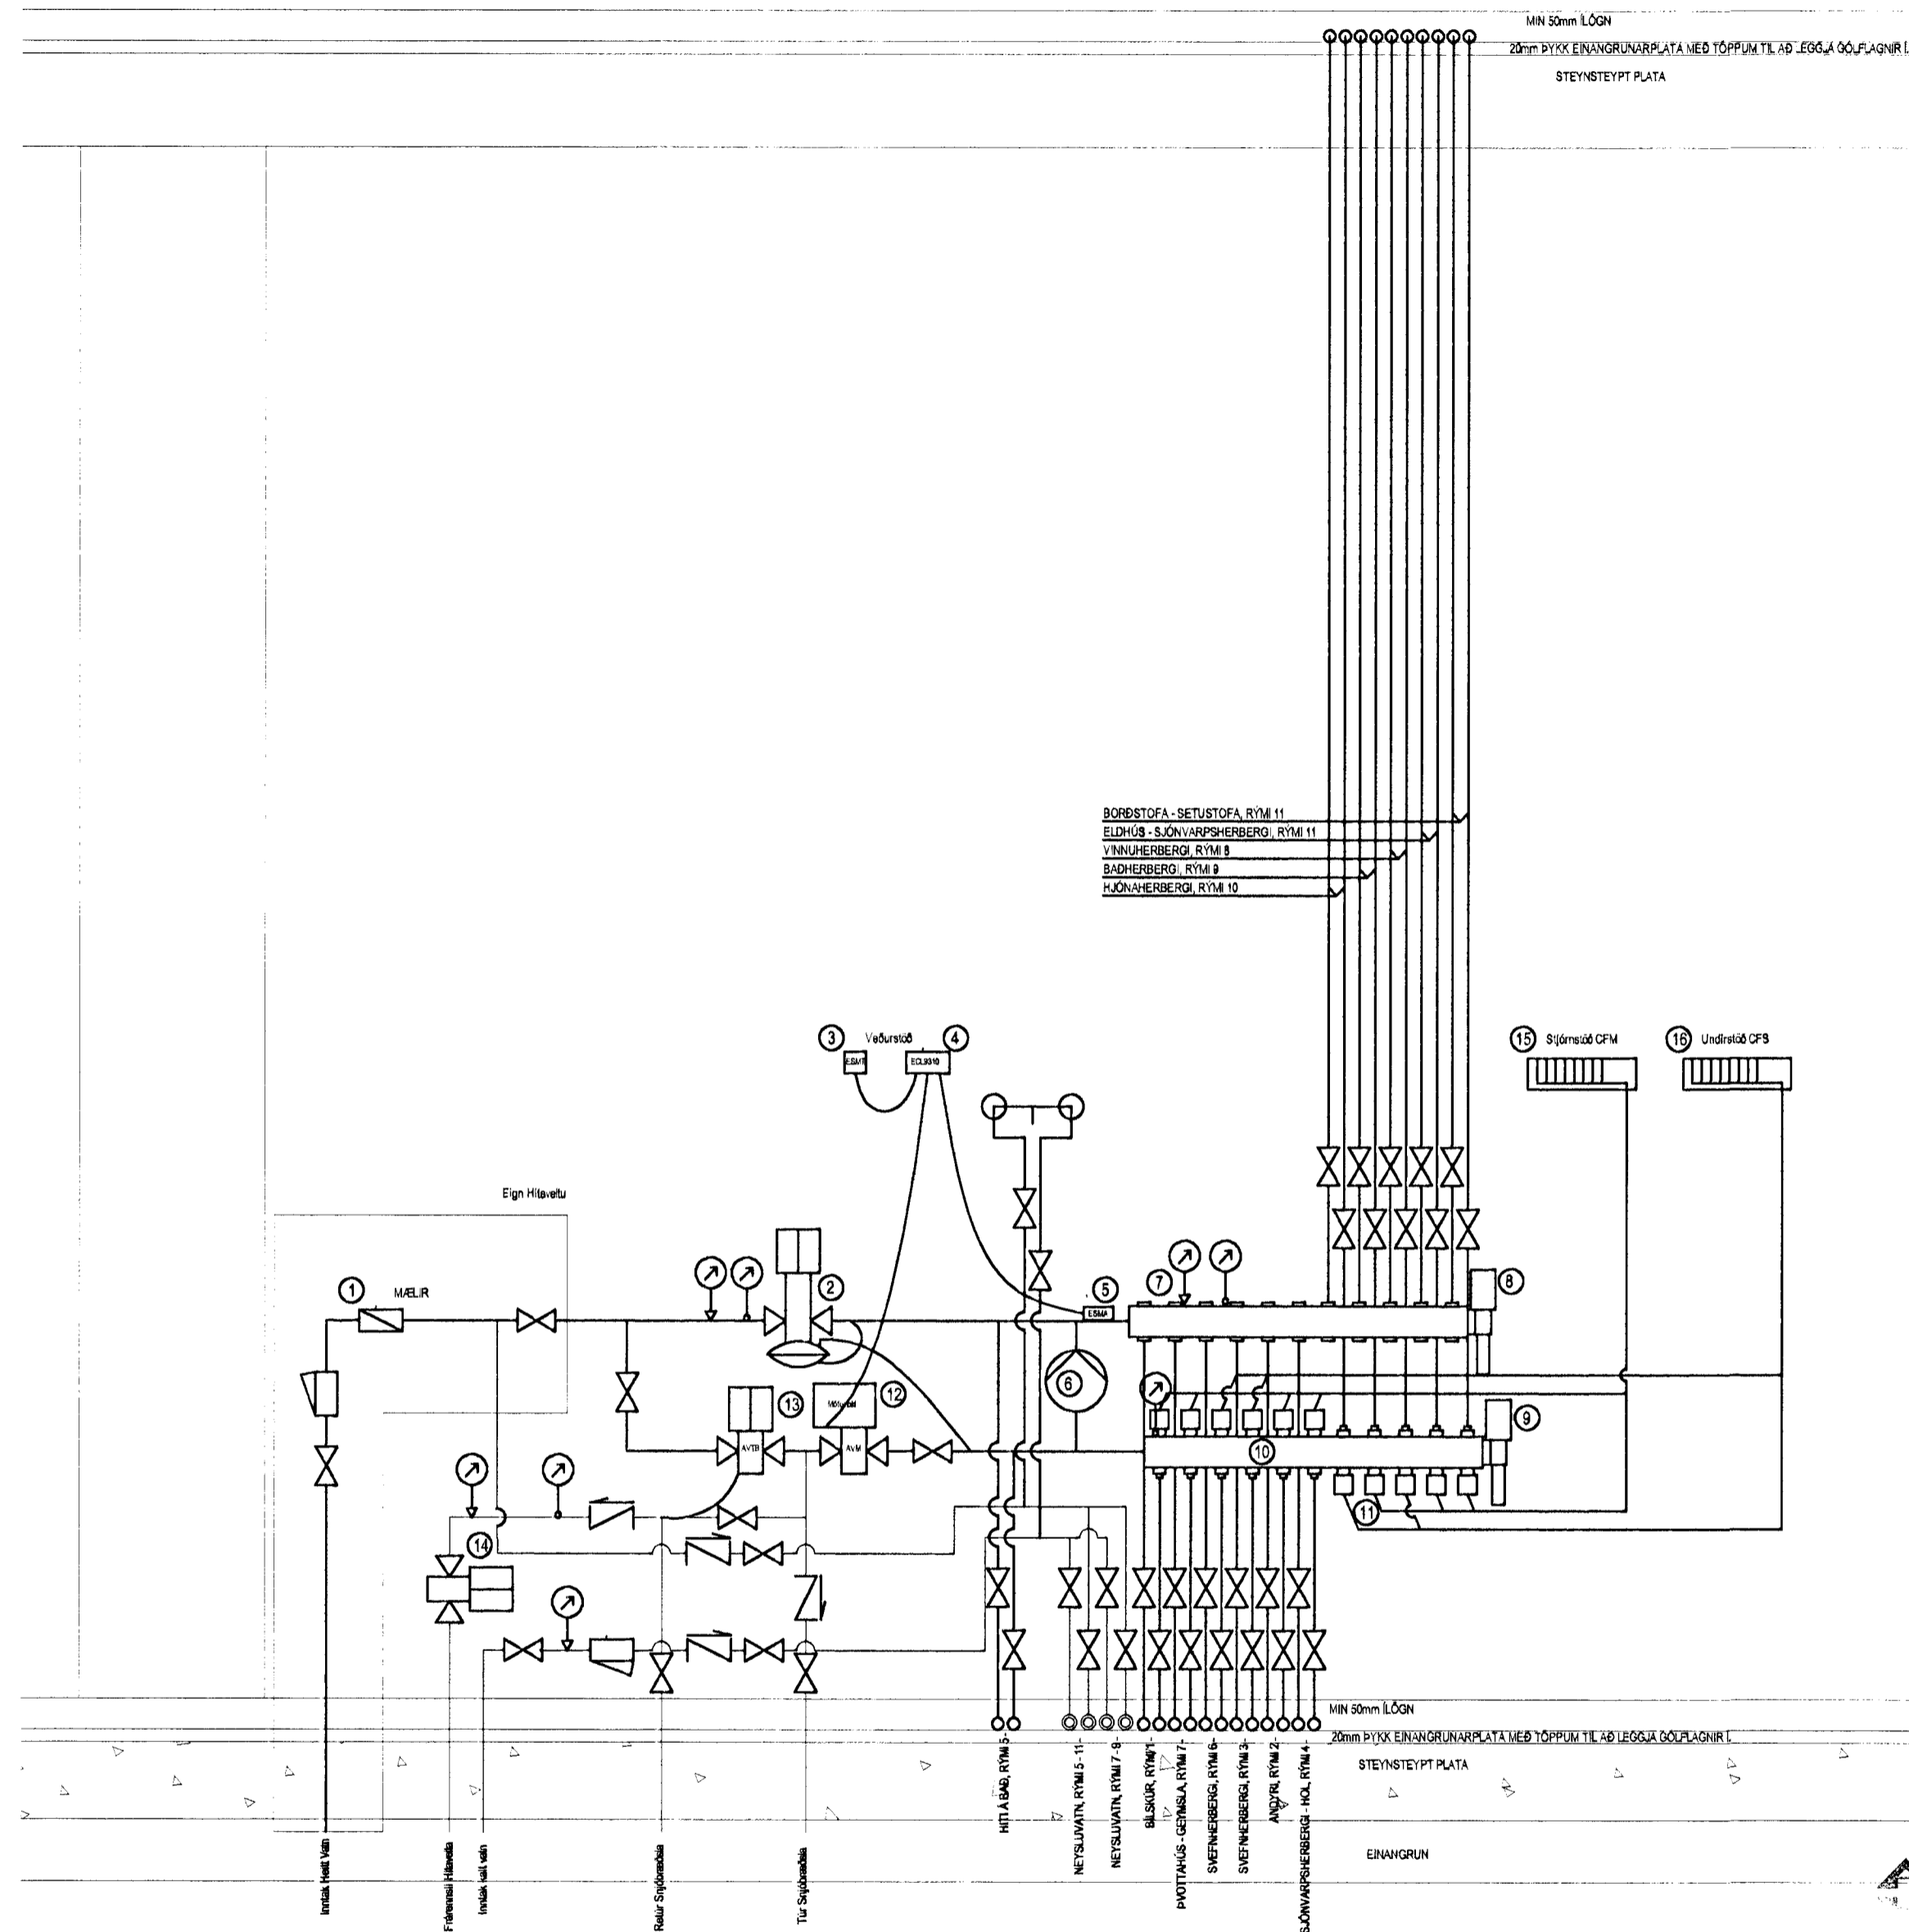 MIN 50mm ÍLÖGN
20mm ÞYKK EINANGRUNARPLATA MEÐ TÖPPUM TIL AÐ LEGGJA GÓLFLAGNIR Í.
STEYNSTEYPT PLATA
BORÐSTOFA - SETUSTOFA, RÝMI 11
ELDHÚS - SJÓNVARPSHERBERGI, RÝMI 11
VINNUHERBERGI, RÝMI 8
BAÐHERBERGI, RÝMI 9
HJÓNAHERBERGI, RÝMI 10
3 Veðurstöð 4
ESMT
ECL9310
15 Stjórnstöð CFM
16 Undirstöð CFS
Eign Hitaveitu
1 MÆLIR
2
5
ESMA
7
8
6
13
12
AVTB
AVM
9
10
11
14
MIN 50mm ÍLÖGN
20mm ÞYKK EINANGRUNARPLATA MEÐ TÖPPUM TIL AÐ LEGGJA GÓLFLAGNIR Í.
STEYNSTEYPT PLATA
EINANGRUN
Inntak Heitt Vatn
Frárennsli Hitaveita
Inntak kalt vatn
Retúr Snjóbræðsla
Túr Snjóbræðsla
HITI Á BAÐ, RÝMI 5-
NEYSLUVATN, RÝMI 5 - 11-
NEYSLUVATN, RÝMI 7 - 9-
BÍLSKÚR, RÝMI 1-
ÞVOTTAHÚS - GEYMSLA, RÝMI 7-
SVEFNHERBERGI, RÝMI 6-
SVEFNHERBERGI, RÝMI 3-
ANDYRI, RÝMI 2-
SJÓNVARPSHERBERGI - HOL, RÝMI 4-